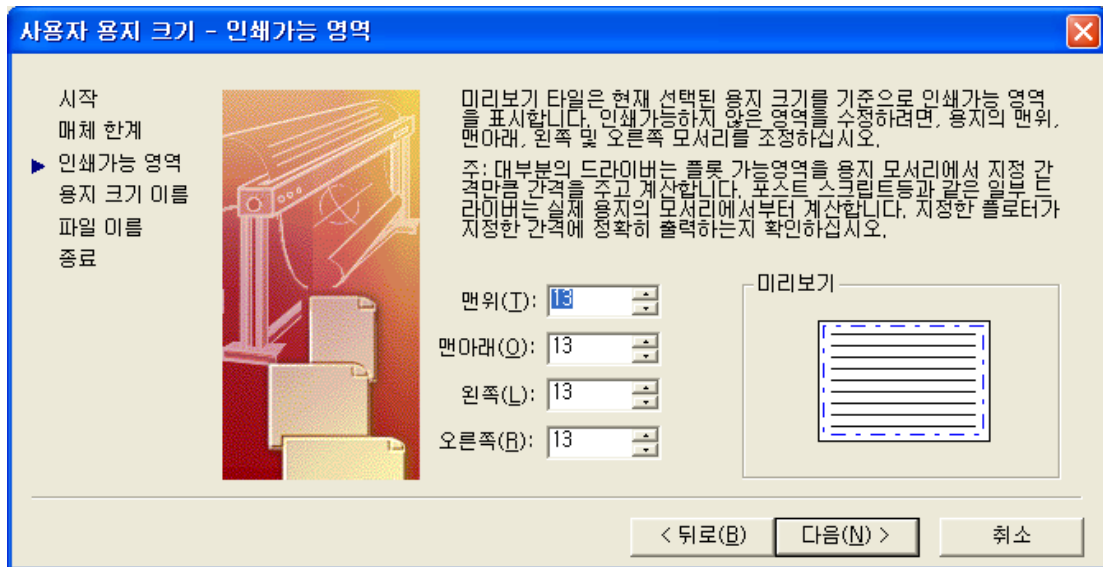 사용자 용지 크기 - 인쇄가능 영역
시작
매체 한계
인쇄가능 영역
용지 크기 이름
파일 이름
종료
미리보기 타일은 현재 선택된 용지 크기를 기준으로 인쇄가능 영역
을 표시합니다. 인쇄가능하지 않은 영역을 수정하려면, 용지의 맨위,
맨아래, 왼쪽 및 오른쪽 모서리를 조정하십시오.
주: 대부분의 드라이버는 플롯 가능영역을 용지 모서리에서 지정 간
격만큼 간격을 주고 계산합니다. 포스트 스크립트등과 같은 일부 드
라이버는 실제 용지의 모서리에서부터 계산합니다. 지정한 플로터가
지정한 간격에 정확히 출력하는지 확인하십시오.
맨위(T): 13
맨아래(O): 13
왼쪽(L): 13
오른쪽(R): 13
미리보기
< 뒤로(B) 다음(N) > 취소